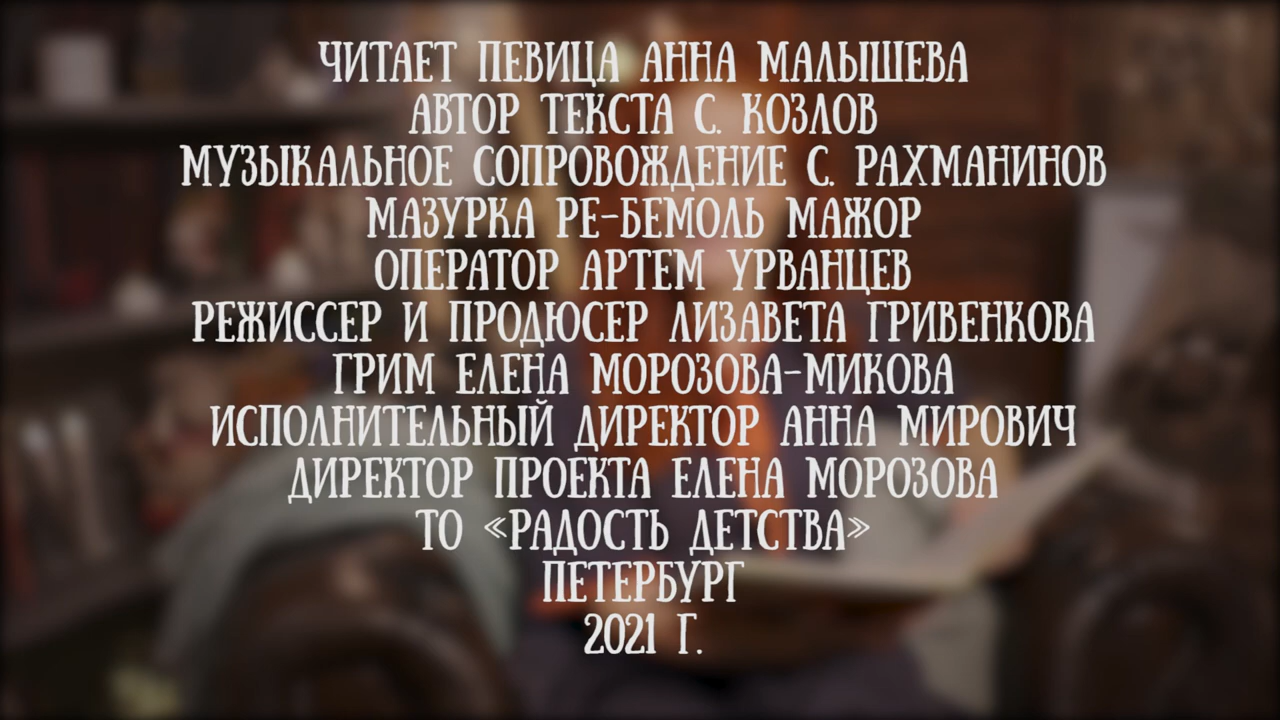 ЧИТАЕТ ПЕВИЦА АННА МАЛЫШЕВА
АВТОР ТЕКСТА С. КОЗЛОВ
МУЗЫКАЛЬНОЕ СОПРОВОЖДЕНИЕ С. РАХМАНИНОВ
МАЗУРКА РЕ-БЕМОЛЬ МАЖОР
ОПЕРАТОР АРТЕМ УРВАНЦЕВ
РЕЖИССЕР И ПРОДЮСЕР ЛИЗАВЕТА ГРИВЕНКОВА
ГРИМ ЕЛЕНА МОРОЗОВА-МИКОВА
ИСПОЛНИТЕЛЬНЫЙ ДИРЕКТОР АННА МИРОВИЧ
ДИРЕКТОР ПРОЕКТА ЕЛЕНА МОРОЗОВА
ТО «РАДОСТЬ ДЕТСТВА»
ПЕТЕРБУРГ
2021 Г.